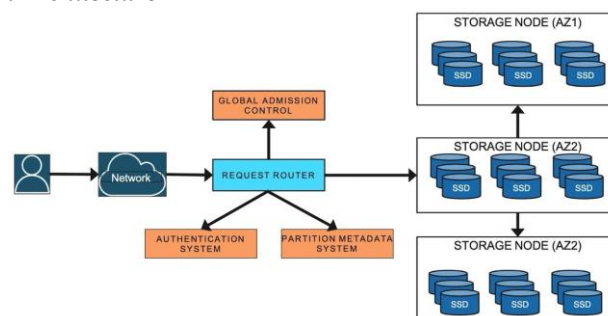 STORAGE NODE (AZ1)
SSD SSD SSD
GLOBAL ADMISSION
CONTROL
Network
REQUEST ROUTER
STORAGE NODE (AZ2)
SSD SSD SSD
AUTHENTICATION
SYSTEM
PARTITION METADATA
SYSTEM
STORAGE NODE (AZ2)
SSD SSD SSD